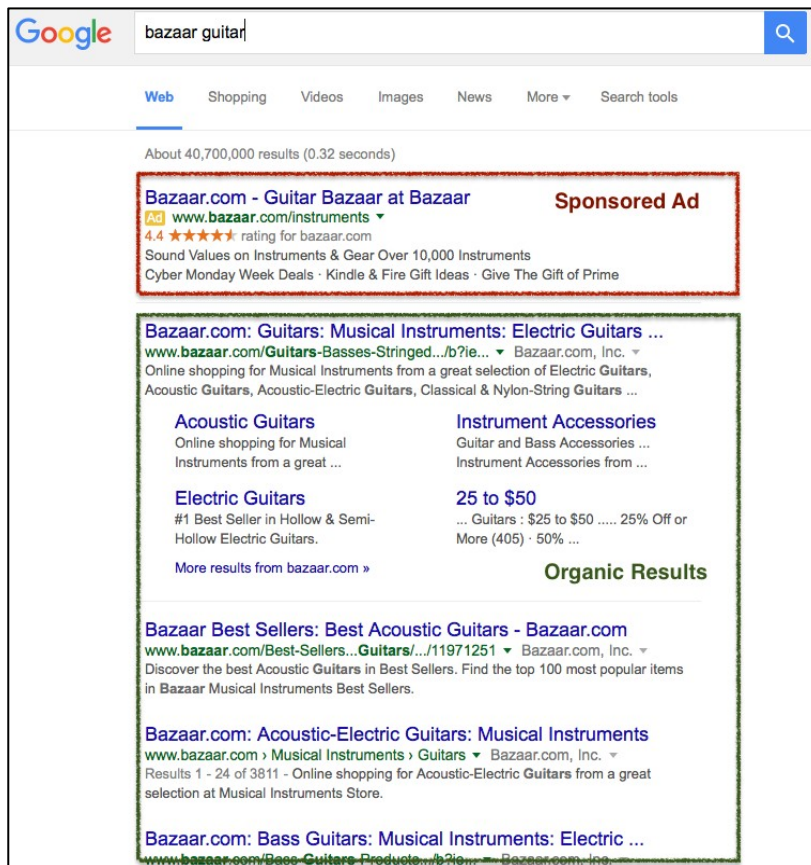 Google bazaar guitar
Web Shopping Videos Images News More Search tools
About 40,700,000 results (0.32 seconds)
Bazaar.com - Guitar Bazaar at Bazaar
Sponsored Ad
Ad www.bazaar.com/instruments
4.4 ★★★★★ rating for bazaar.com
Sound Values on Instruments & Gear Over 10,000 Instruments
Cyber Monday Week Deals · Kindle & Fire Gift Ideas · Give The Gift of Prime
Bazaar.com: Guitars: Musical Instruments: Electric Guitars ...
www.bazaar.com/Guitars-Basses-Stringed.../b?ie... Bazaar.com, Inc.
Online shopping for Musical Instruments from a great selection of Electric Guitars,
Acoustic Guitars, Acoustic-Electric Guitars, Classical & Nylon-String Guitars ...
Acoustic Guitars
Online shopping for Musical
Instruments from a great ...
Instrument Accessories
Guitar and Bass Accessories ...
Instrument Accessories from ...
Electric Guitars
#1 Best Seller in Hollow & Semi-
Hollow Electric Guitars.
25 to $50
... Guitars : $25 to $50 ..... 25% Off or
More (405) · 50% ...
More results from bazaar.com »
Organic Results
Bazaar Best Sellers: Best Acoustic Guitars - Bazaar.com
www.bazaar.com/Best-Sellers...Guitars/.../11971251 Bazaar.com, Inc.
Discover the best Acoustic Guitars in Best Sellers. Find the top 100 most popular items
in Bazaar Musical Instruments Best Sellers.
Bazaar.com: Acoustic-Electric Guitars: Musical Instruments
www.bazaar.com › Musical Instruments › Guitars Bazaar.com, Inc.
Results 1 - 24 of 3811 - Online shopping for Acoustic-Electric Guitars from a great
selection at Musical Instruments Store.
Bazaar.com: Bass Guitars: Musical Instruments: Electric ...
www.bazaar.com/Bass-Guitars-Products.../b?ie... Bazaar.com, Inc.